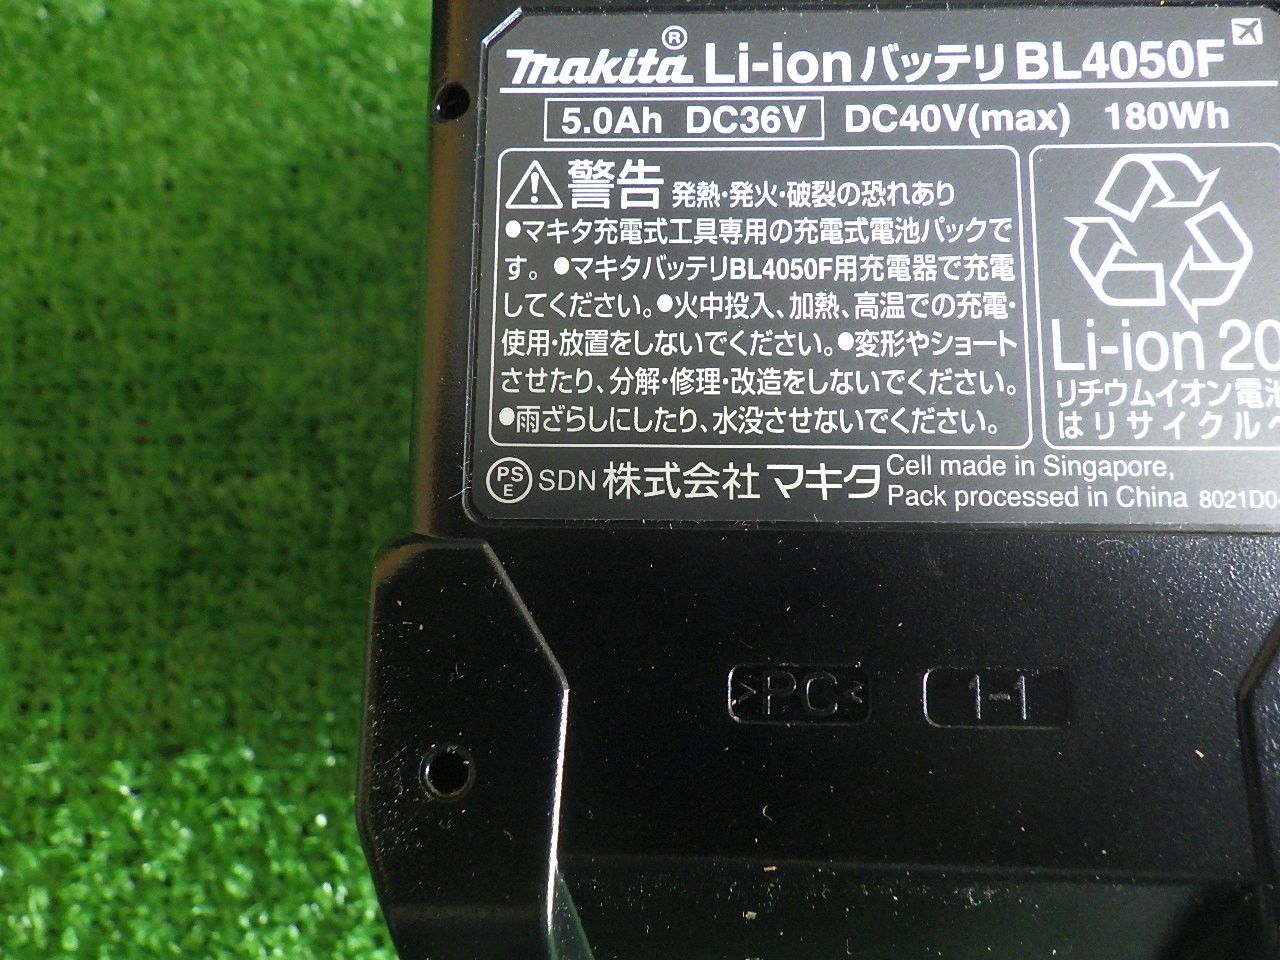 makita® Li-ionバッテリ BL4050F
5.0Ah DC36V DC40V(max) 180Wh
警告 発熱・発火・破裂の恐れあり
●マキタ充電式工具専用の充電式電池パックで
す。●マキタバッテリBL4050F用充電器で充電
してください。●火中投入、加熱、高温での充電・
使用・放置をしないでください。●変形やショート
させたり、分解・修理・改造をしないでください。
●雨ざらしにしたり、水没させないでください。
Li-ion 20
リチウムイオン電池
はリサイクルへ
PS
E
SDN 株式会社 マキタ
Cell made in Singapore,
Pack processed in China 8021D0-
>PC<
1-1